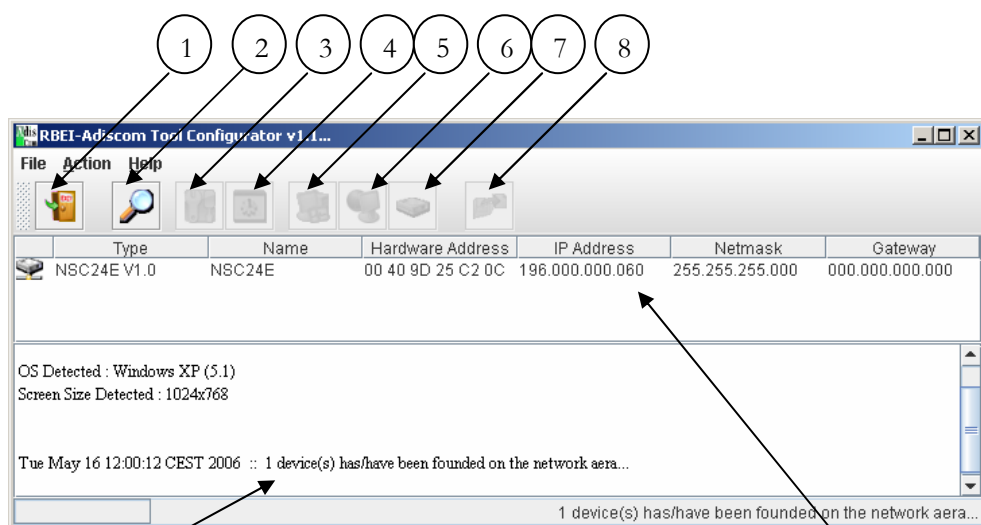 1 2 3 4 5 6 7 8
RBEI-Adiscom Tool Configurator v1.1...
File Action Help
Type Name Hardware Address IP Address Netmask Gateway
NSC24E V1.0 NSC24E 00 40 9D 25 C2 0C 196.000.000.060 255.255.255.000 000.000.000.000
OS Detected : Windows XP (5.1)
Screen Size Detected : 1024x768
Tue May 16 12:00:12 CEST 2006 :: 1 device(s) has/have been founded on the network aera...
1 device(s) has/have been founded on the network aera...